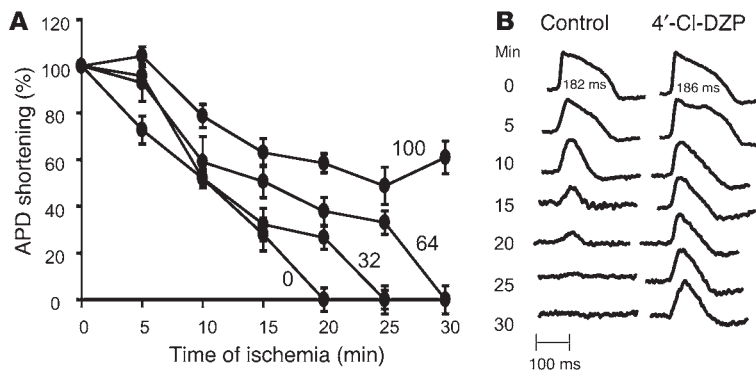 A
120
100
80
60
40
20
0
APD shortening (%)
100
64
32
0
0
5
10
15
20
25
30
Time of ischemia (min)
B
Control
4′-Cl-DZP
Min
0
182 ms
186 ms
5
10
15
20
25
30
100 ms